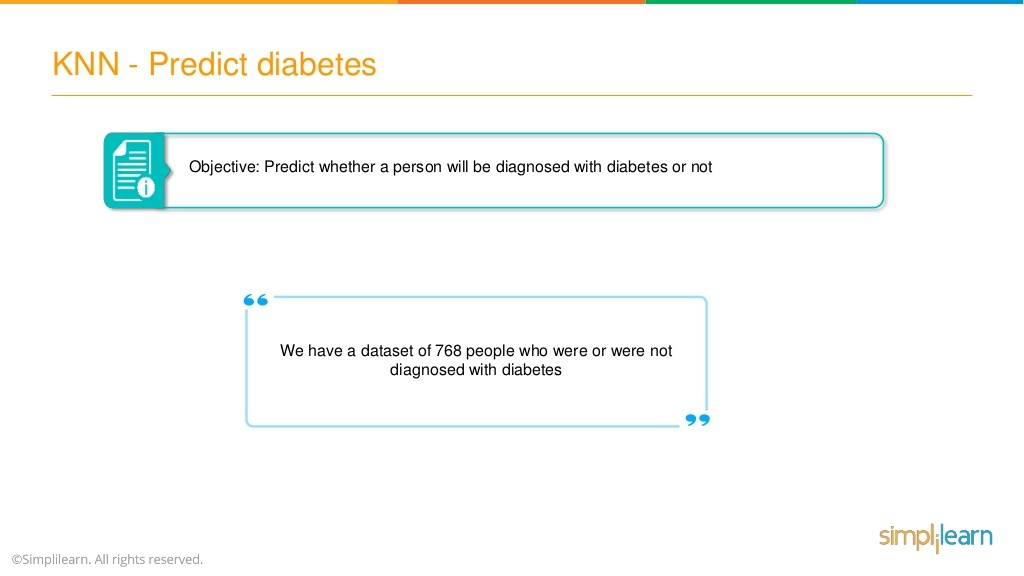 KNN - Predict diabetes
Objective: Predict whether a person will be diagnosed with diabetes or not
“
We have a dataset of 768 people who were or were not
diagnosed with diabetes
”
simplilearn
©Simplilearn. All rights reserved.